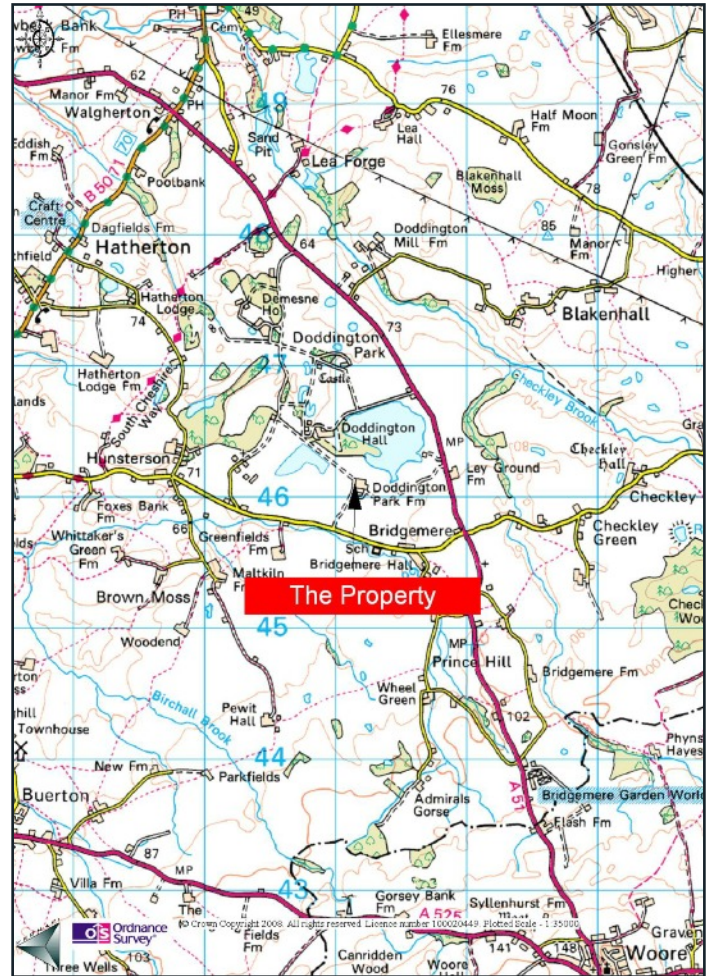 PH
49
Bank
Fm
Cemy
Ellesmere
Fm
62
Manor Fm
PH
Walgherton
48
76
Sand
Pit
Lea
Hall
Half Moon
Fm
Gonsley
Green Fm
Lea Forge
Fm
70
B 5071
Poolbank
Blakenhall
Moss
78
Craft
Centre
Dagfields Fm
Hatherton
64
Doddington
Mill Fm
85
Manor
Fm
Higher
Hatherton
Lodge
Demesne
Ho
73
Blakenhall
74
Doddington
Park
47
Castle
Hatherton
Lodge Fm
South Cheshire
Way
Checkley Brook
Doddington
Hall
MP
Ley Ground
Fm
Checkley
Hall
Hunsterson
71
46
Doddington
Park Fm
Checkley
Foxes Bank
Fm
66
Bridgemere
Checkley
Green
Whittaker's
Green
Fm
Greenfields
Fm
Sch
Bridgemere Hall
Maltkiln
Brown Moss
The Property
Woodend
45
MP
Prince Hill
Bridgemere Fm
Wheel
Green
Birchall Brook
Pewit
Hall
102
Townhouse
44
New Fm
Parkfields
Buerton
A 51
Admirals
Gorse
Bridgemere Garden World
Flash Fm
87
MP
Villa Fm
43
The
Gorsey Bank
Fm
Syllenhurst Fm
A 525
OS Ordnance
Survey
© Crown Copyright 2008. All rights reserved. Licence number 100020449. Plotted Scale - 1:35000
Fields
Fm
103
Three Wells
Canridden
Wood
141
148
Woore
Hall
Woore